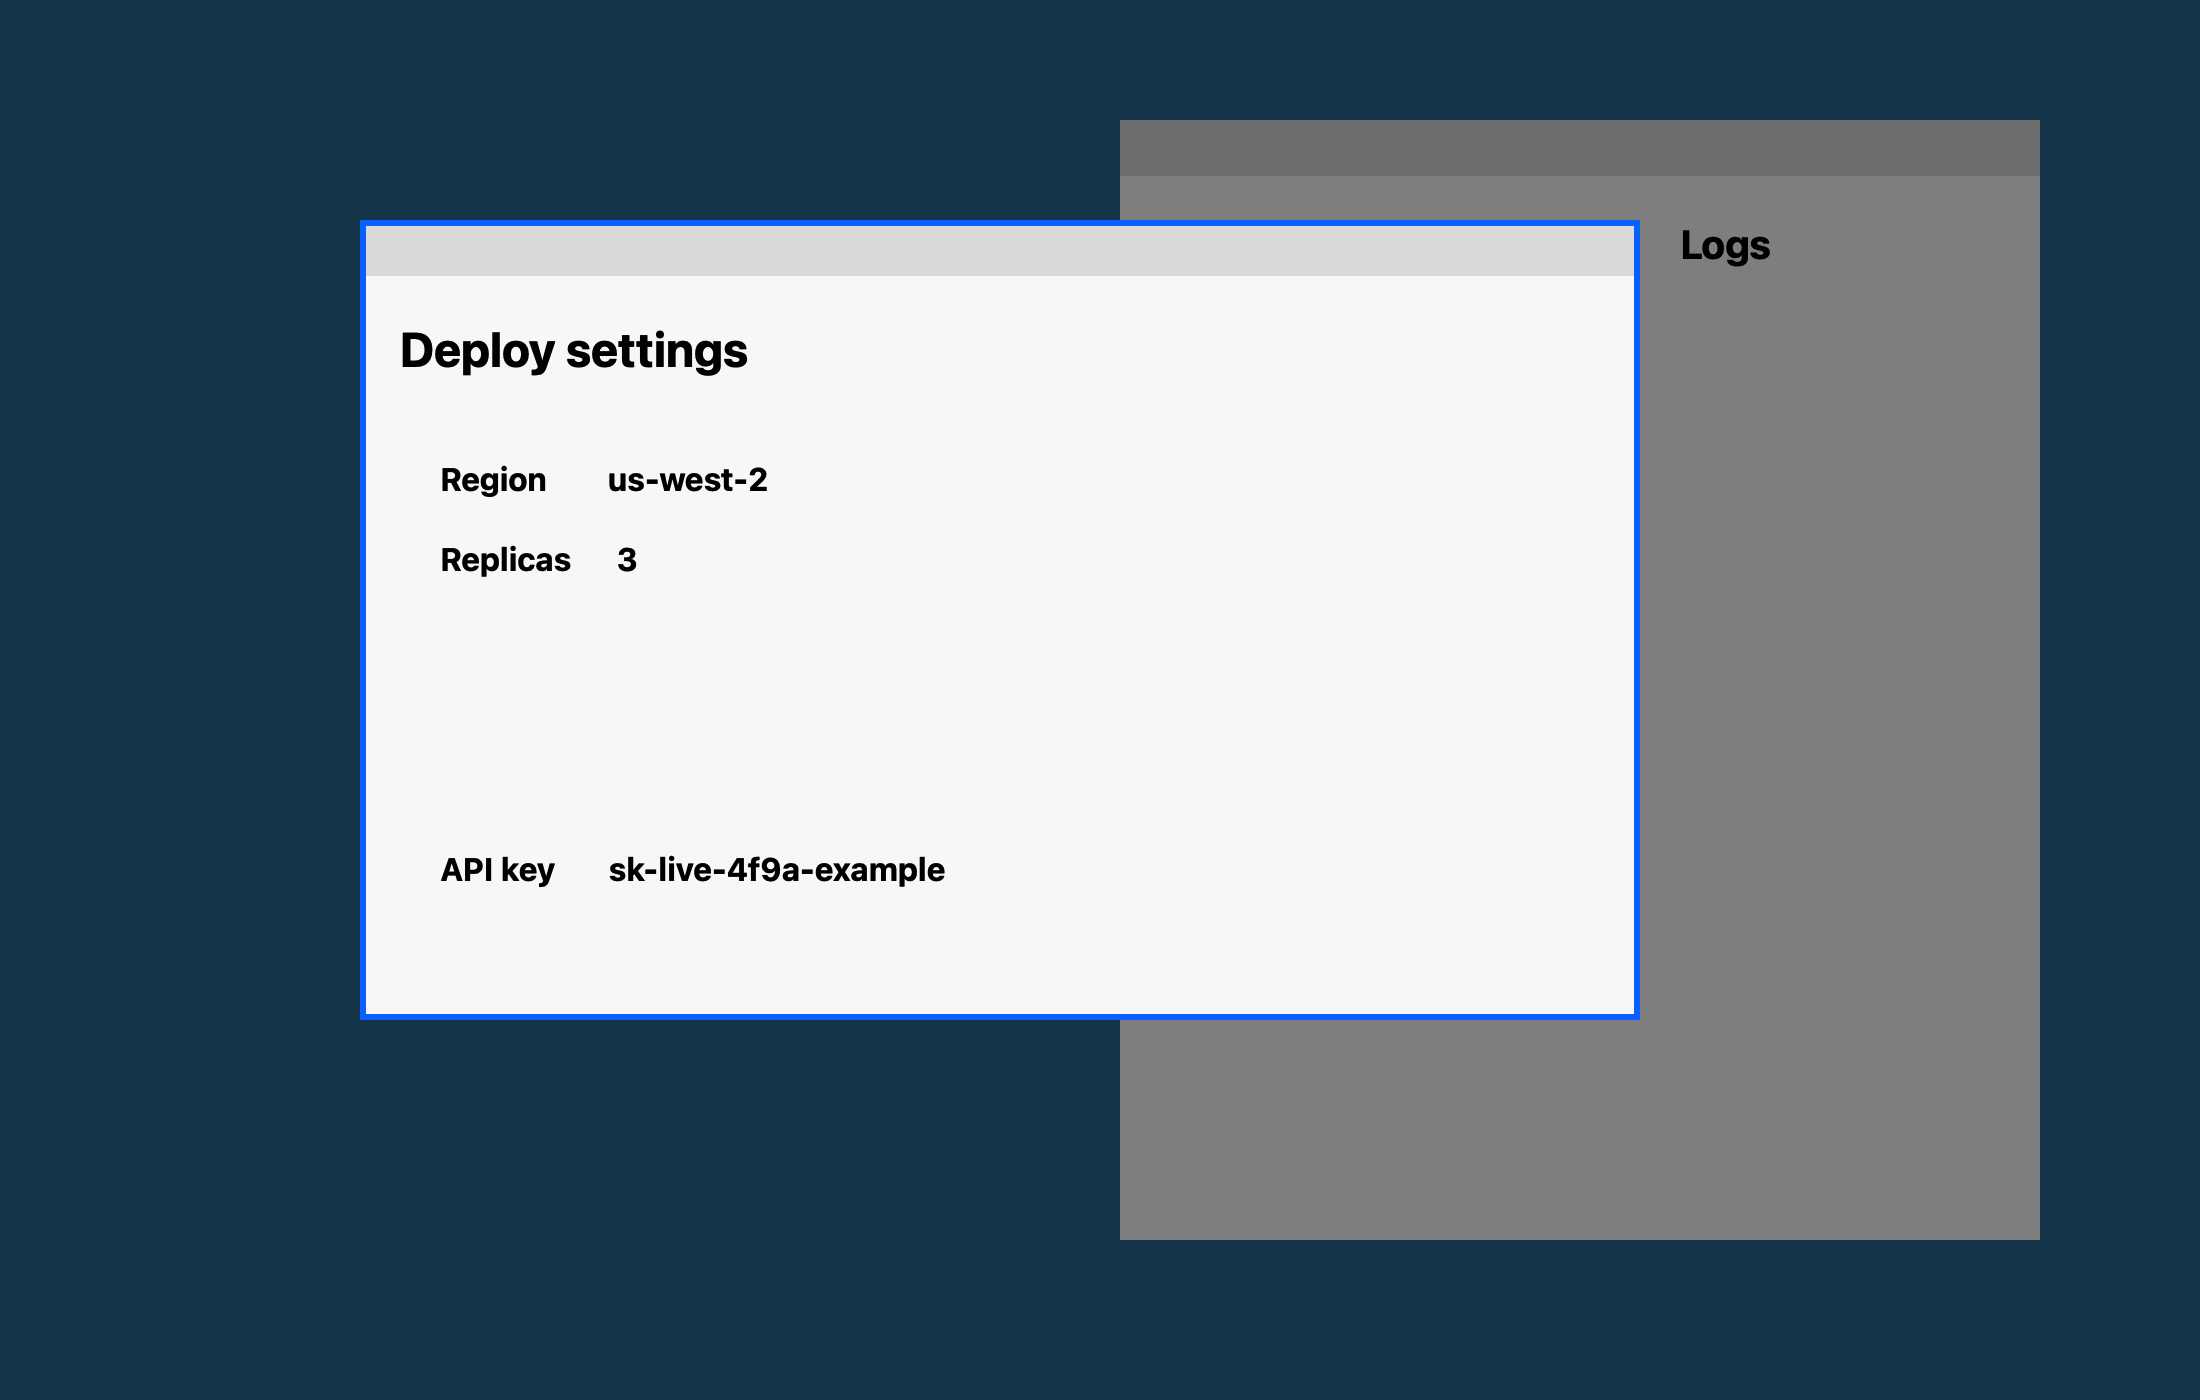 Logs
Deploy settings
Region us-west-2
Replicas 3
API key sk-live-4f9a-example